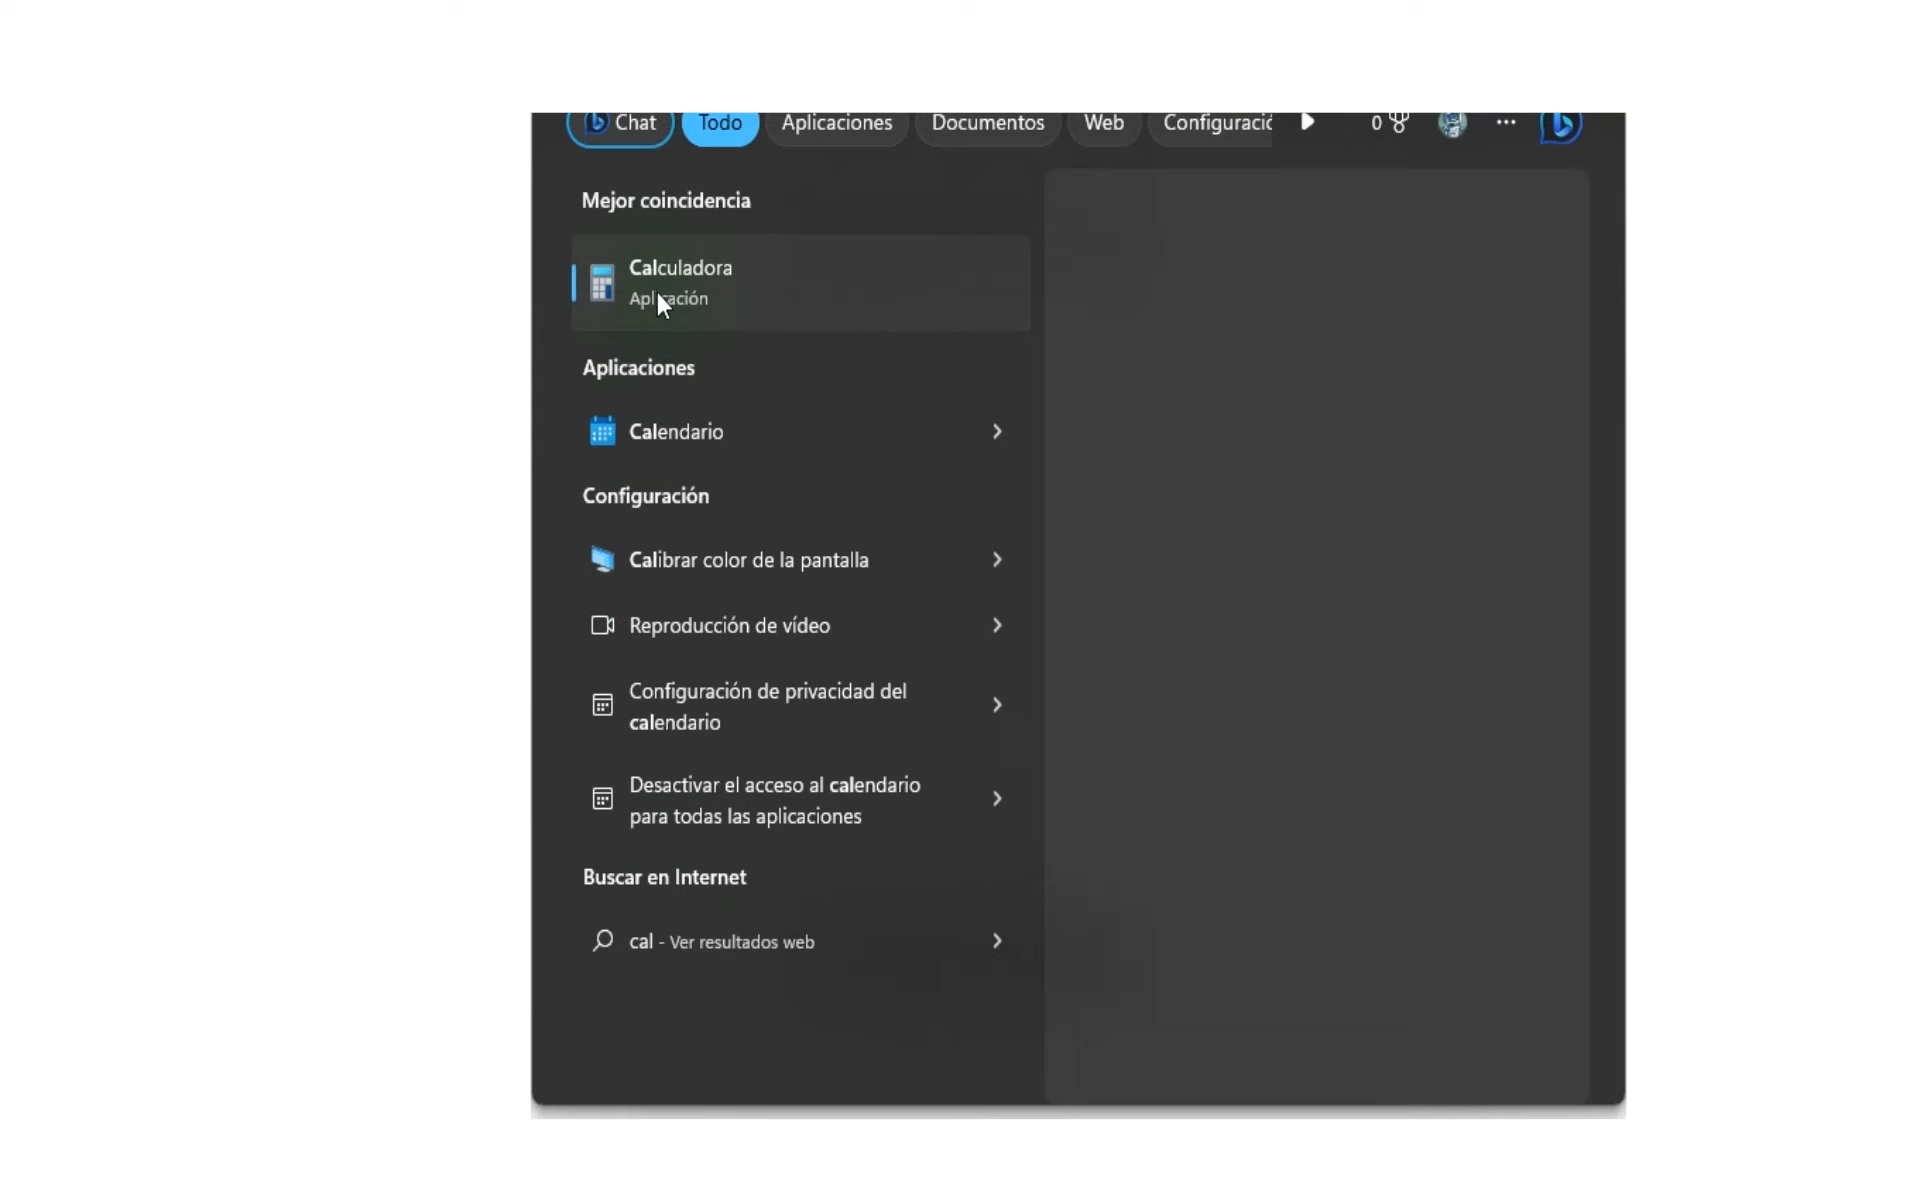 Chat Todo Aplicaciones Documentos Web 0
Mejor coincidencia
Calculadora
Aplicación
Aplicaciones
Calendario
Configuración
Calibrar color de la pantalla
Reproducción de vídeo
Configuración de privacidad del
calendario
Desactivar el acceso al calendario
para todas las aplicaciones
Buscar en Internet
cal - Ver resultados web